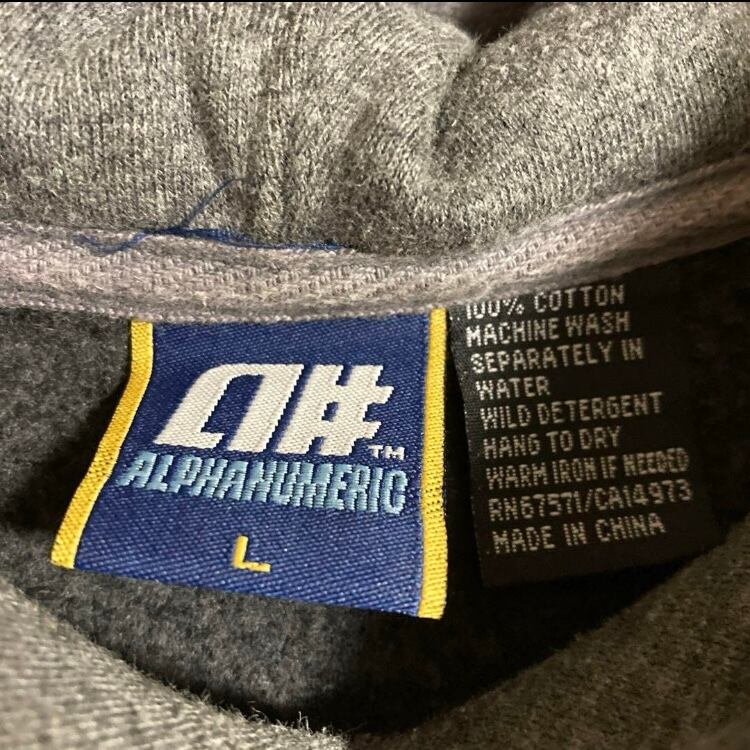 a#™
ALPHANUMERIC
L
100% COTTON
MACHINE WASH
SEPARATELY IN
WATER
WILD DETERGENT
HANG TO DRY
WARM IRON IF NEEDED
RN67571/CA14973
MADE IN CHINA